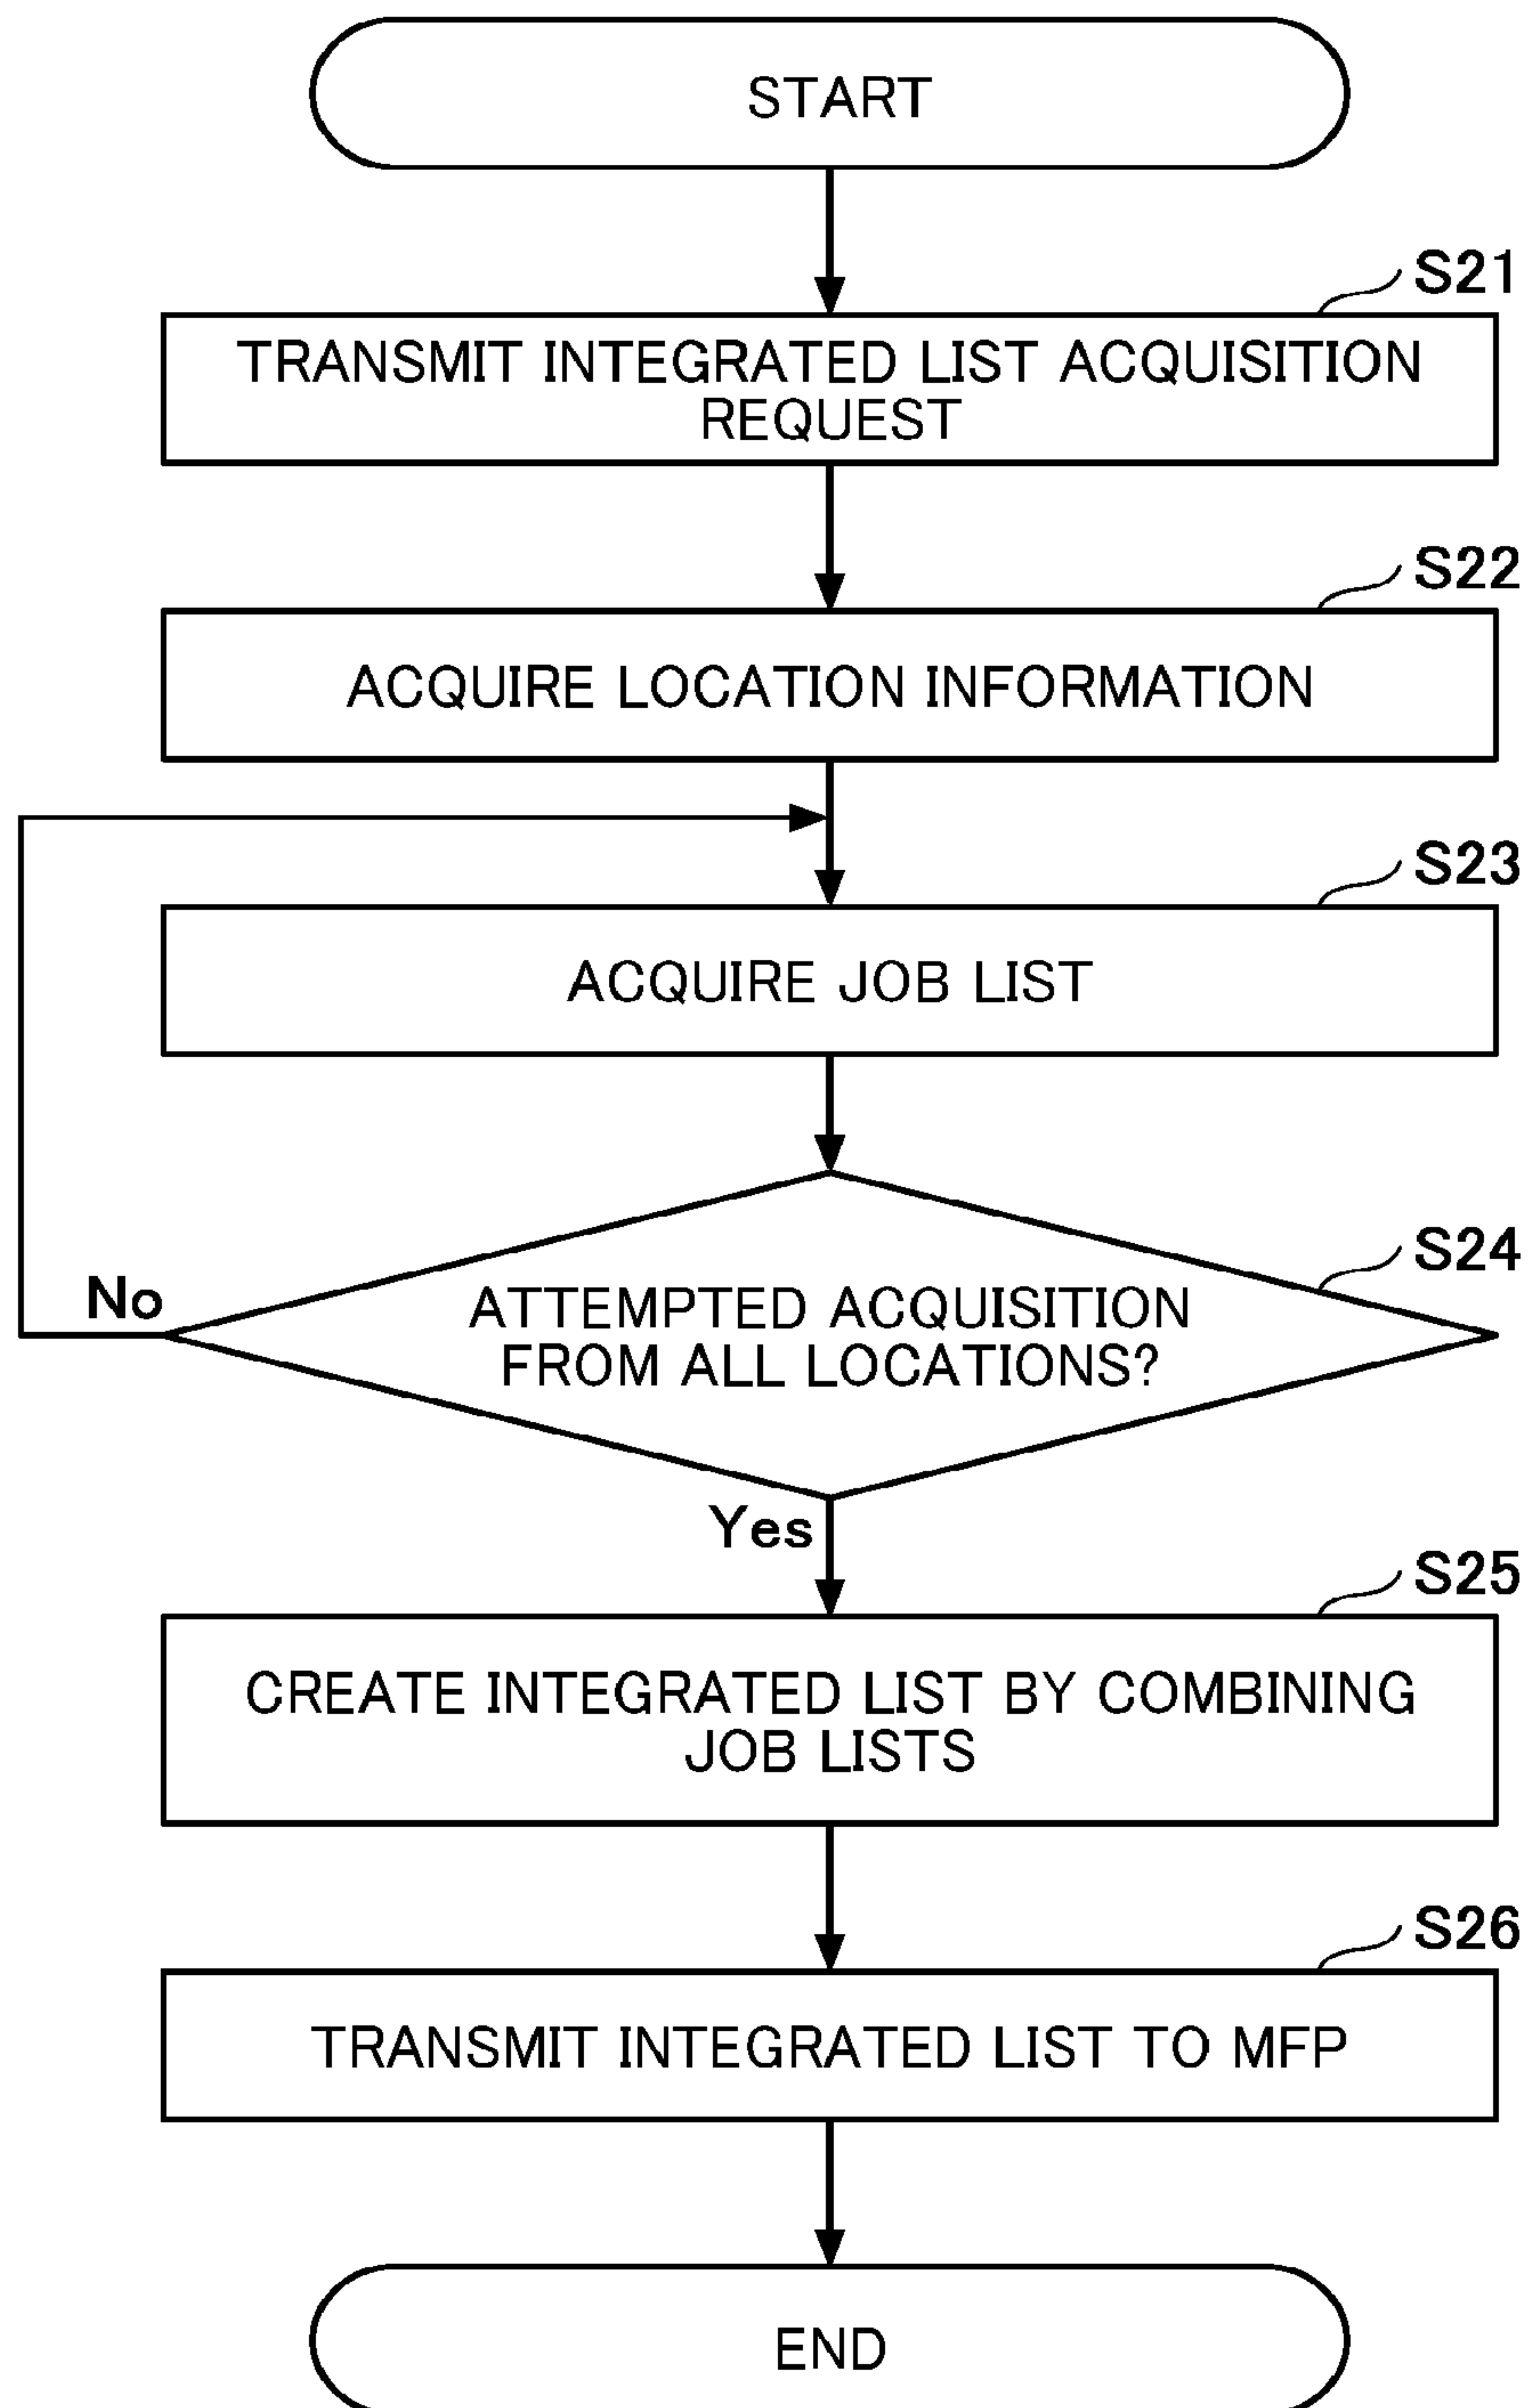 START
S21
TRANSMIT INTEGRATED LIST ACQUISITION
REQUEST
S22
ACQUIRE LOCATION INFORMATION
S23
ACQUIRE JOB LIST
S24
No
ATTEMPTED ACQUISITION
FROM ALL LOCATIONS?
Yes
S25
CREATE INTEGRATED LIST BY COMBINING
JOB LISTS
S26
TRANSMIT INTEGRATED LIST TO MFP
END